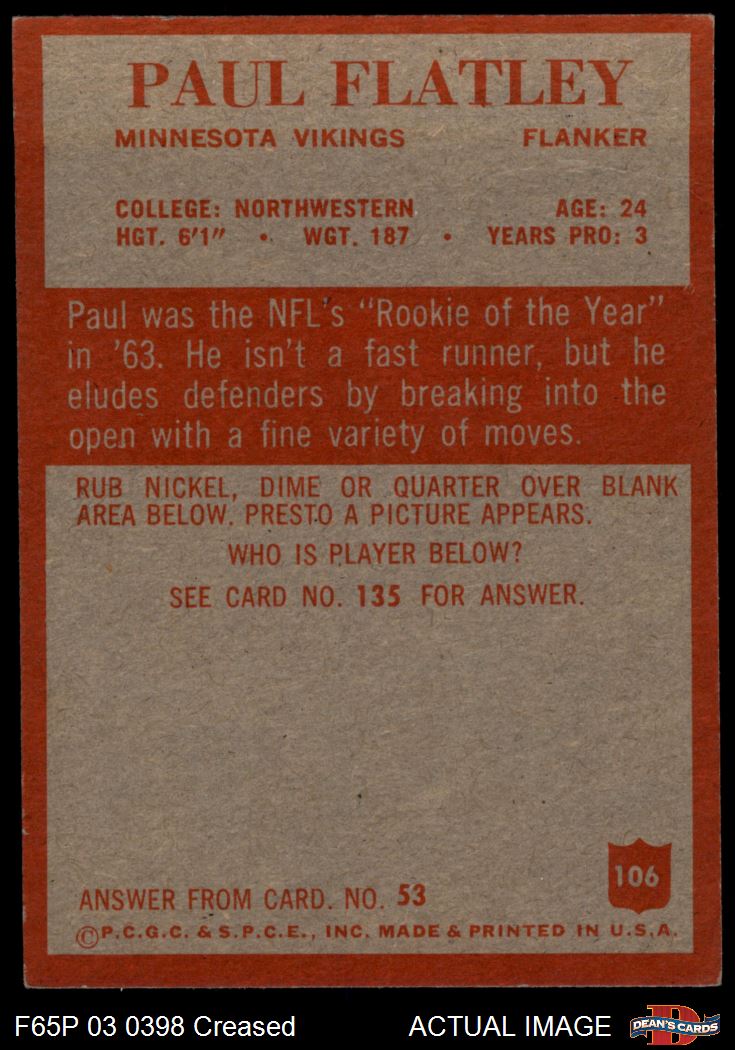 PAUL FLATLEY
MINNESOTA VIKINGS FLANKER
COLLEGE: NORTHWESTERN AGE: 24
HGT. 6'1" • WGT. 187 • YEARS PRO: 3
Paul was the NFL's "Rookie of the Year"
in '63. He isn't a fast runner, but he
eludes defenders by breaking into the
open with a fine variety of moves.
RUB NICKEL, DIME OR QUARTER OVER BLANK
AREA BELOW. PRESTO A PICTURE APPEARS.
WHO IS PLAYER BELOW?
SEE CARD NO. 135 FOR ANSWER.
106
ANSWER FROM CARD. NO. 53
©P.C.G.C. & S.P.C.E., INC. MADE & PRINTED IN U.S.A.
F65P 03 0398 Creased ACTUAL IMAGE
D
DEAN'S CARDS